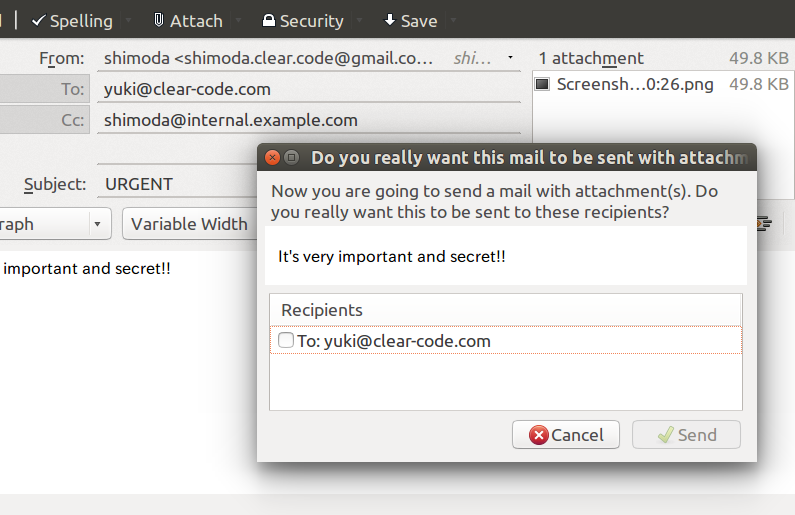 Spelling Attach Security Save
From: shimoda <shimoda.clear.code@gmail.co... shi...
1 attachment 49.8 KB
To: yuki@clear-code.com
Screensh...0:26.png 49.8 KB
Cc: shimoda@internal.example.com
Subject: URGENT
raph Variable Width
important and secret!!
Do you really want this mail to be sent with attachm
Now you are going to send a mail with attachment(s). Do
you really want this to be sent to these recipients?
It's very important and secret!!
Recipients
To: yuki@clear-code.com
Cancel Send